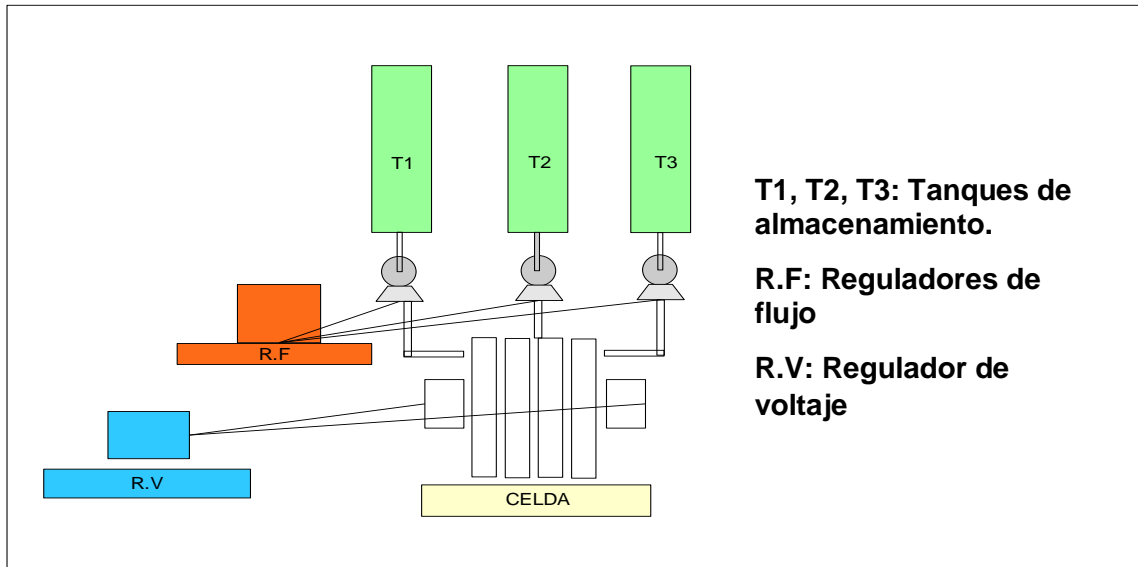 T1
T2
T3
R.F
R.V
CELDA
T1, T2, T3: Tanques de
almacenamiento.
R.F: Reguladores de
flujo
R.V: Regulador de
voltaje